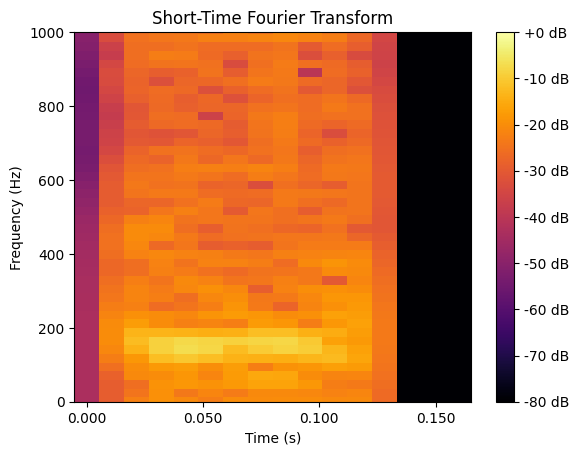 Short-Time Fourier Transform
1000
800
600
400
200
0
Frequency (Hz)
0.000
0.050
0.100
0.150
Time (s)
+0 dB
-10 dB
-20 dB
-30 dB
-40 dB
-50 dB
-60 dB
-70 dB
-80 dB